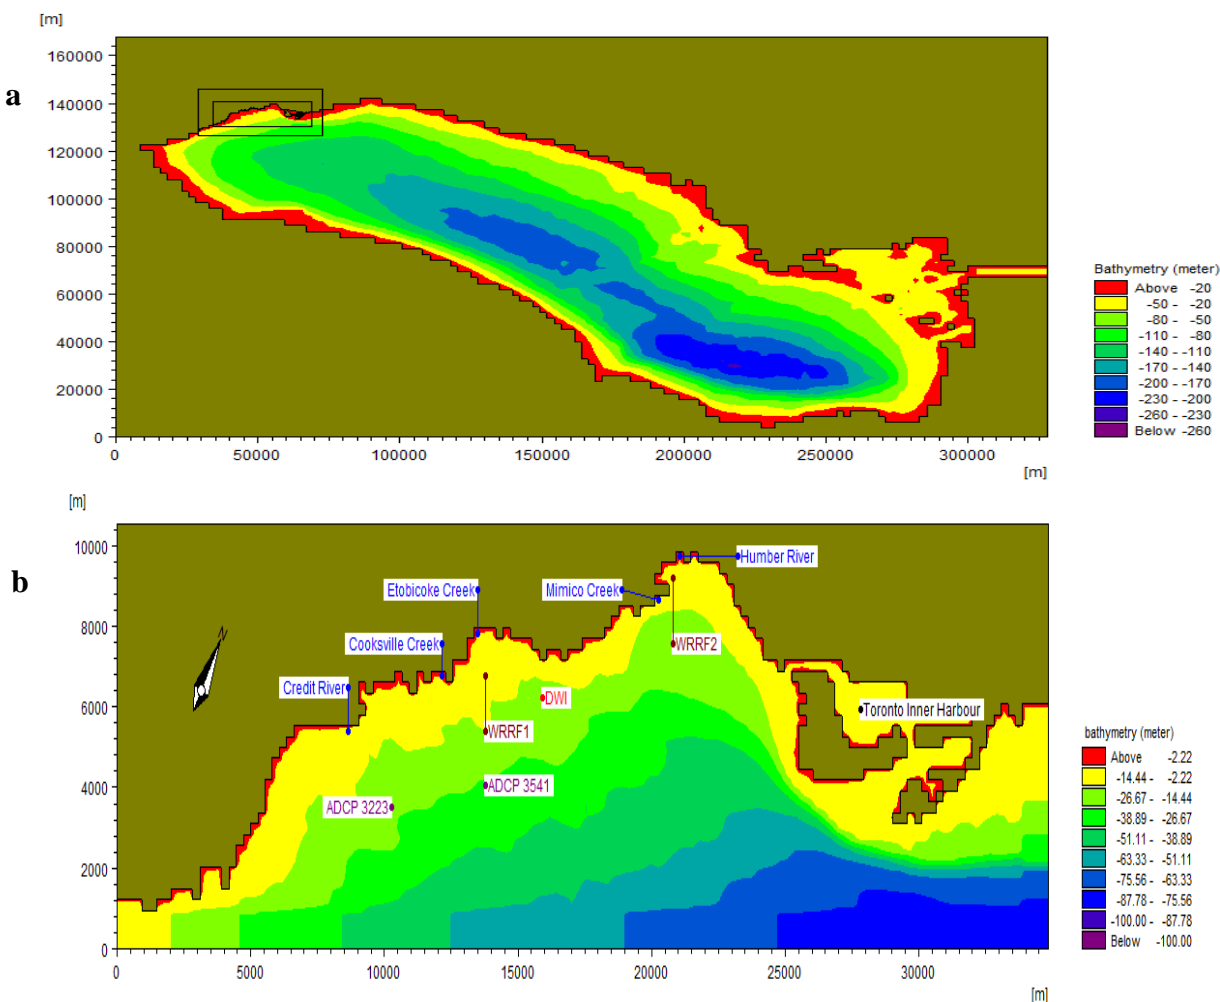 [m]
a
160000
140000
120000
100000
80000
60000
40000
20000
0
0 50000 100000 150000 200000 250000 300000
[m]
Bathymetry (meter)
Above -20
-50 - -20
-80 - -50
-110 - -80
-140 - -110
-170 - -140
-200 - -170
-230 - -200
-260 - -230
Below -260
[m]
b
10000
8000
6000
4000
2000
0
Humber River
Etobicoke Creek
Mimico Creek
Cooksville Creek
WRRF2
Credit River
DWI
Toronto Inner Harbour
WRRF1
ADCP 3541
ADCP 3223
N
0 5000 10000 15000 20000 25000 30000
[m]
bathymetry (meter)
Above -2.22
-14.44 - -2.22
-26.67 - -14.44
-38.89 - -26.67
-51.11 - -38.89
-63.33 - -51.11
-75.56 - -63.33
-87.78 - -75.56
-100.00 - -87.78
Below -100.00